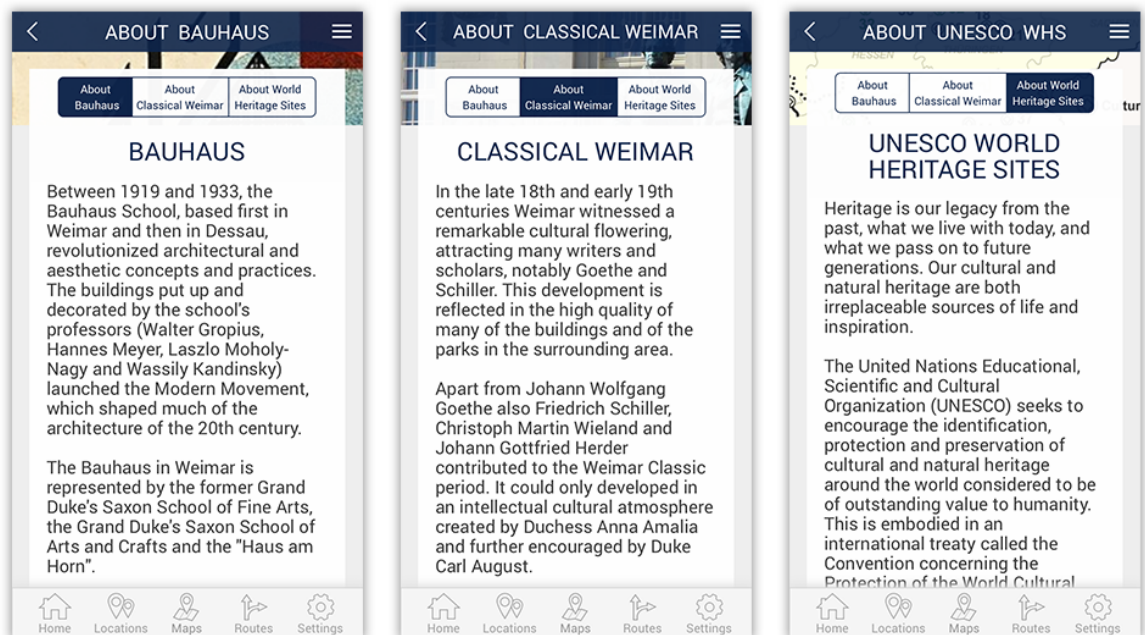 ABOUT BAUHAUS
About
Bauhaus
About
Classical Weimar
About World
Heritage Sites
BAUHAUS
Between 1919 and 1933, the
Bauhaus School, based first in
Weimar and then in Dessau,
revolutionized architectural and
aesthetic concepts and practices.
The buildings put up and
decorated by the school's
professors (Walter Gropius,
Hannes Meyer, Laszlo Moholy-
Nagy and Wassily Kandinsky)
launched the Modern Movement,
which shaped much of the
architecture of the 20th century.
The Bauhaus in Weimar is
represented by the former Grand
Duke's Saxon School of Fine Arts,
the Grand Duke's Saxon School of
Arts and Crafts and the "Haus am
Horn".
Home Locations Maps Routes Settings
ABOUT CLASSICAL WEIMAR
About
Bauhaus
About
Classical Weimar
About World
Heritage Sites
CLASSICAL WEIMAR
In the late 18th and early 19th
centuries Weimar witnessed a
remarkable cultural flowering,
attracting many writers and
scholars, notably Goethe and
Schiller. This development is
reflected in the high quality of
many of the buildings and of the
parks in the surrounding area.
Apart from Johann Wolfgang
Goethe also Friedrich Schiller,
Christoph Martin Wieland and
Johann Gottfried Herder
contributed to the Weimar Classic
period. It could only developed in
an intellectual cultural atmosphere
created by Duchess Anna Amalia
and further encouraged by Duke
Carl August.
Home Locations Maps Routes Settings
ABOUT UNESCO WHS
HESSEN
About
Bauhaus
About
Classical Weimar
About World
Heritage Sites
UNESCO WORLD
HERITAGE SITES
Heritage is our legacy from the
past, what we live with today, and
what we pass on to future
generations. Our cultural and
natural heritage are both
irreplaceable sources of life and
inspiration.
The United Nations Educational,
Scientific and Cultural
Organization (UNESCO) seeks to
encourage the identification,
protection and preservation of
cultural and natural heritage
around the world considered to be
of outstanding value to humanity.
This is embodied in an
international treaty called the
Convention concerning the
Protection of the World Cultural
Home Locations Maps Routes Settings